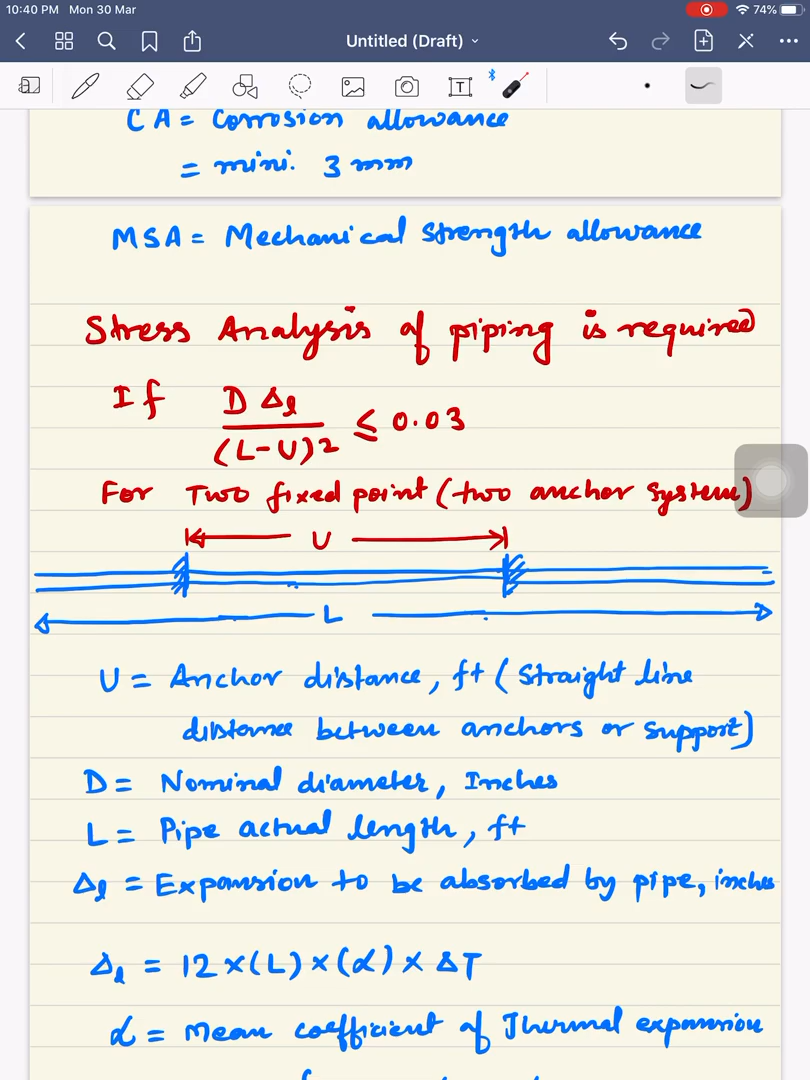 10:40 PM Mon 30 Mar
74%
Untitled (Draft)
T
CA = Corrosion allowance
= mini. 3 mm
MSA = Mechanical strength allowance
Stress Analysis of piping is required
If D Δl / (L-U)² ≤ 0.03
For Two fixed point (two anchor system)
U
L
U = Anchor distance, ft (Straight line
distance between anchors or support)
D = Nominal diameter, Inches
L = Pipe actual length, ft
Δl = Expansion to be absorbed by pipe, inches
Δl = 12 × (L) × (α) × ΔT
α = Mean coefficient of Thermal expansion